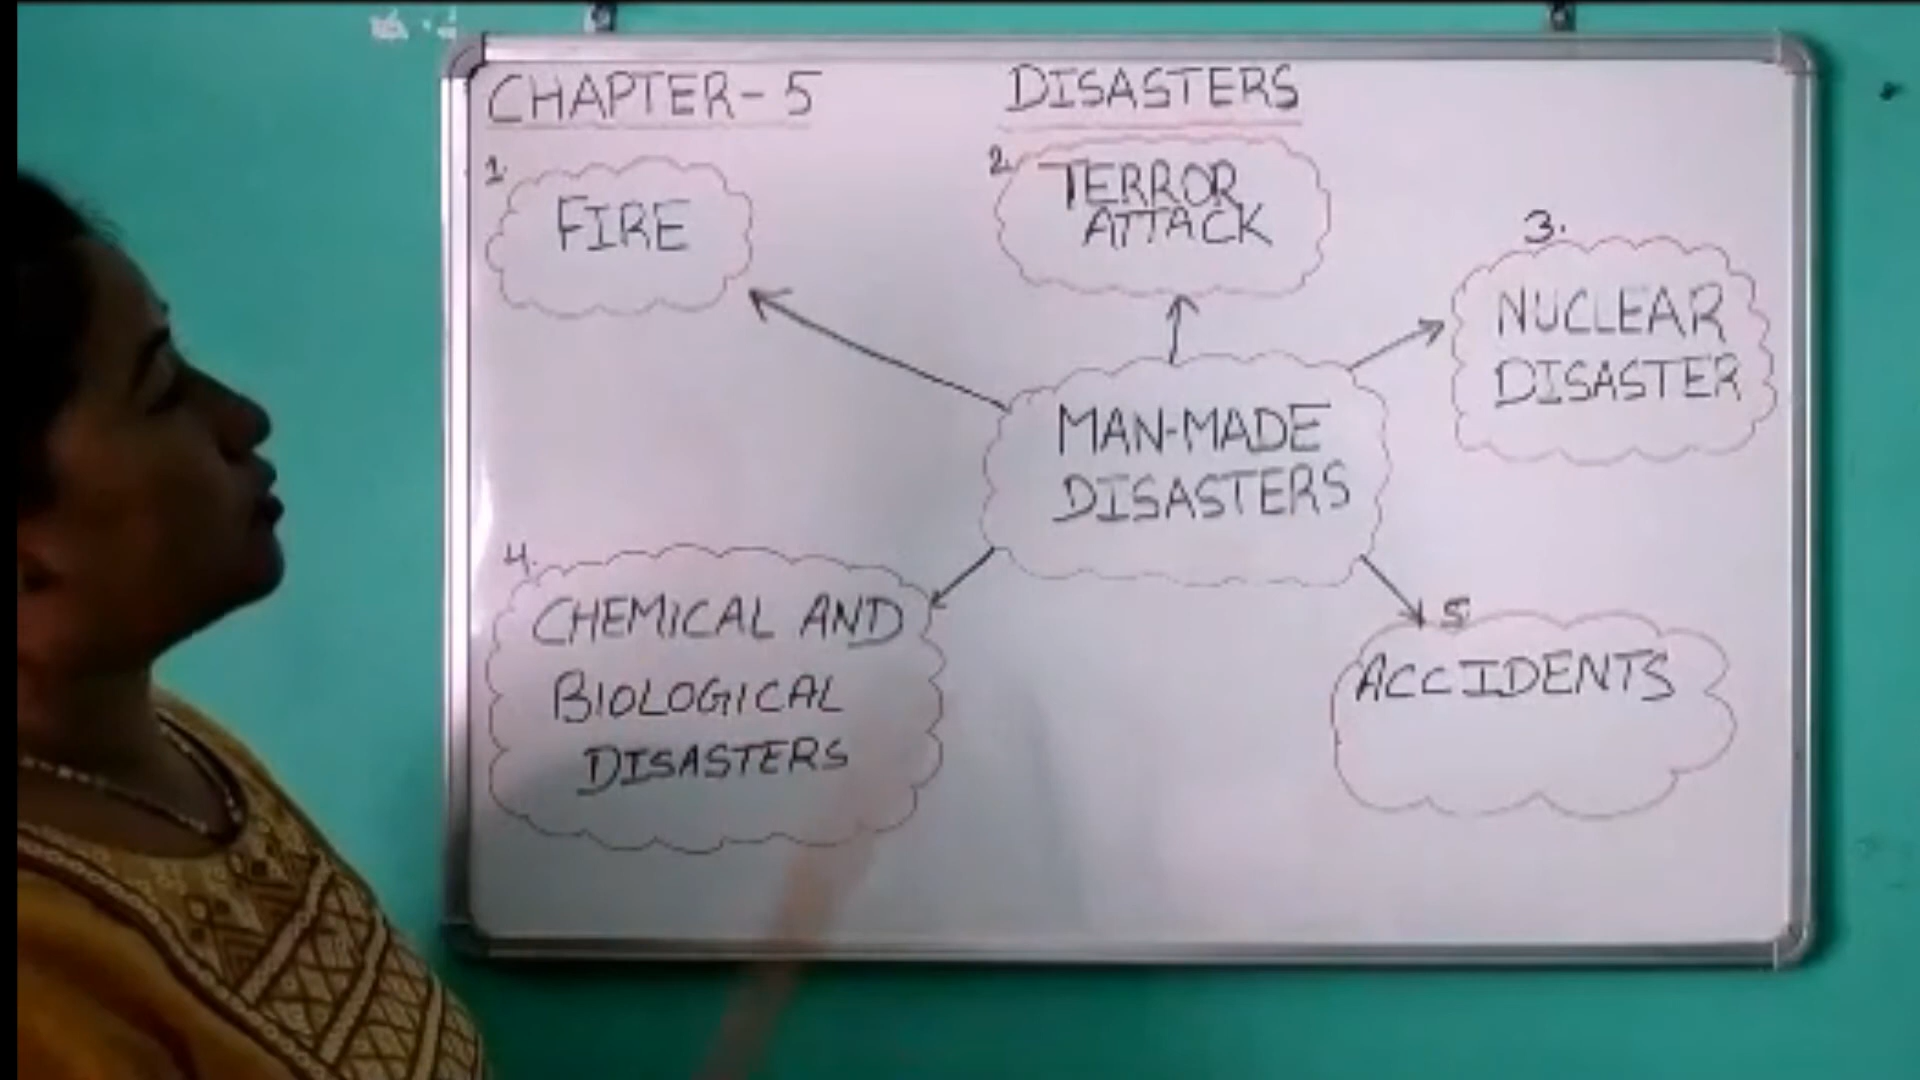 CHAPTER-5
DISASTERS
1.
FIRE
2.
TERROR
ATTACK
3.
NUCLEAR
DISASTER
MAN-MADE
DISASTERS
4.
CHEMICAL AND
BIOLOGICAL
DISASTERS
5
ACCIDENTS